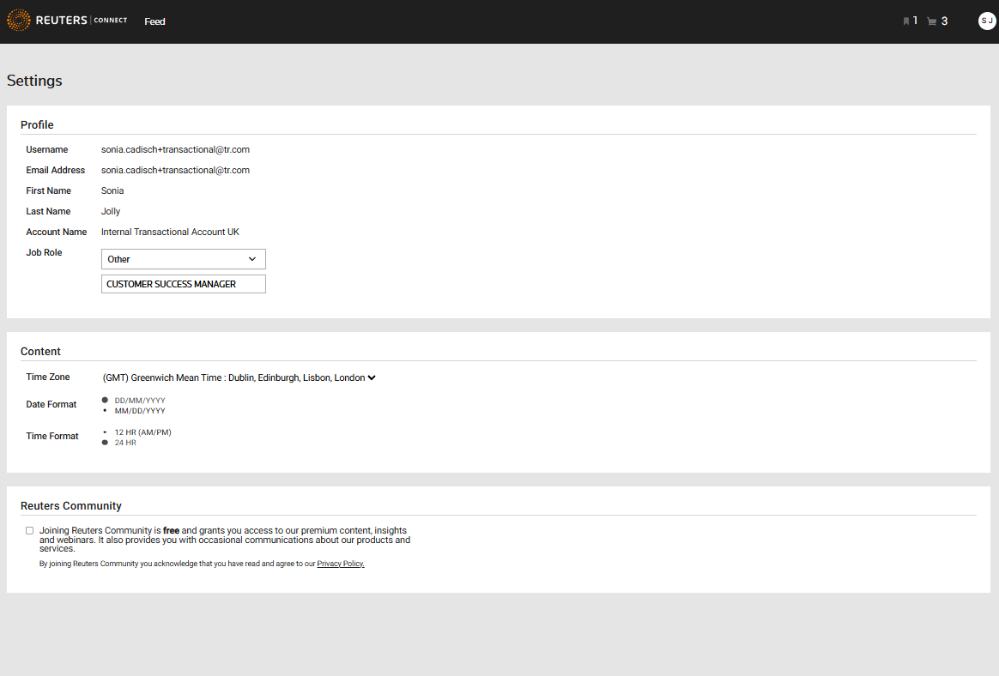 REUTERS CONNECT Feed 1 3 S J
Settings
Profile
Username sonia.cadisch+transactional@tr.com
Email Address sonia.cadisch+transactional@tr.com
First Name Sonia
Last Name Jolly
Account Name Internal Transactional Account UK
Job Role Other
CUSTOMER SUCCESS MANAGER
Content
Time Zone (GMT) Greenwich Mean Time : Dublin, Edinburgh, Lisbon, London
Date Format DD/MM/YYYY
MM/DD/YYYY
Time Format 12 HR (AM/PM)
24 HR
Reuters Community
Joining Reuters Community is free and grants you access to our premium content, insights
and webinars. It also provides you with occasional communications about our products and
services.
By joining Reuters Community you acknowledge that you have read and agree to our Privacy Policy.